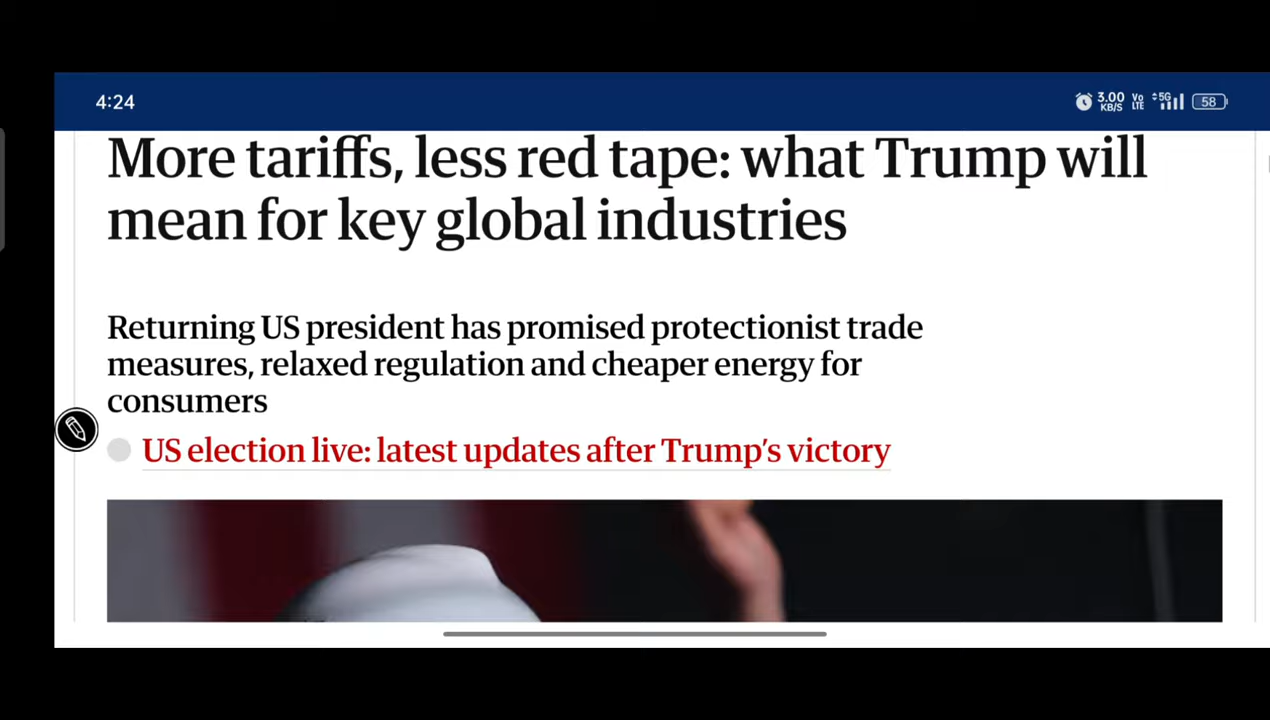 4:24
3.00
KB/S
Vo
LTE
5G
58
More tariffs, less red tape: what Trump will
mean for key global industries
Returning US president has promised protectionist trade
measures, relaxed regulation and cheaper energy for
consumers
US election live: latest updates after Trump’s victory